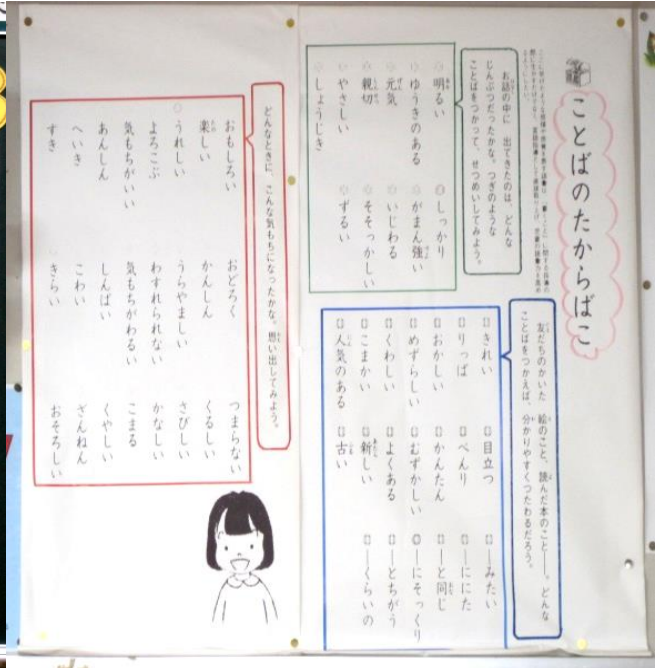 ことばのたからばこ
お話の中に 出てきたのは、どんな
じんぶつだったかな。つぎのような
ことばをつかって、せつめいしてみよう。
明るい
ゆうきのある
元気
親切
やさしい
しょうじき
しっかり
がまん強い
いじわる
そそっかしい
ずるい
友だちのかいた 絵のこと、読んだ本のこと――。どんな
ことばをつかえば、分かりやすくつたわるだろう。
きれい
りっぱ
おかしい
めずらしい
くわしい
こまかい
人気のある
目立つ
べんり
かんたん
むずかしい
よくある
新しい
古い
―みたい
―ににた
―と同じ
―にそっくり
―とちがう
―くらいの
どんなときに、こんな気もちになったかな。思い出してみよう。
おもしろい
楽しい
うれしい
よろこぶ
気もちがいい
あんしん
へいき
すき
おどろく
かんしん
うらやましい
わすれられない
気もちがわるい
しんぱい
こわい
きらい
つまらない
くるしい
さびしい
かなしい
こまる
くやしい
ざんねん
おそろしい